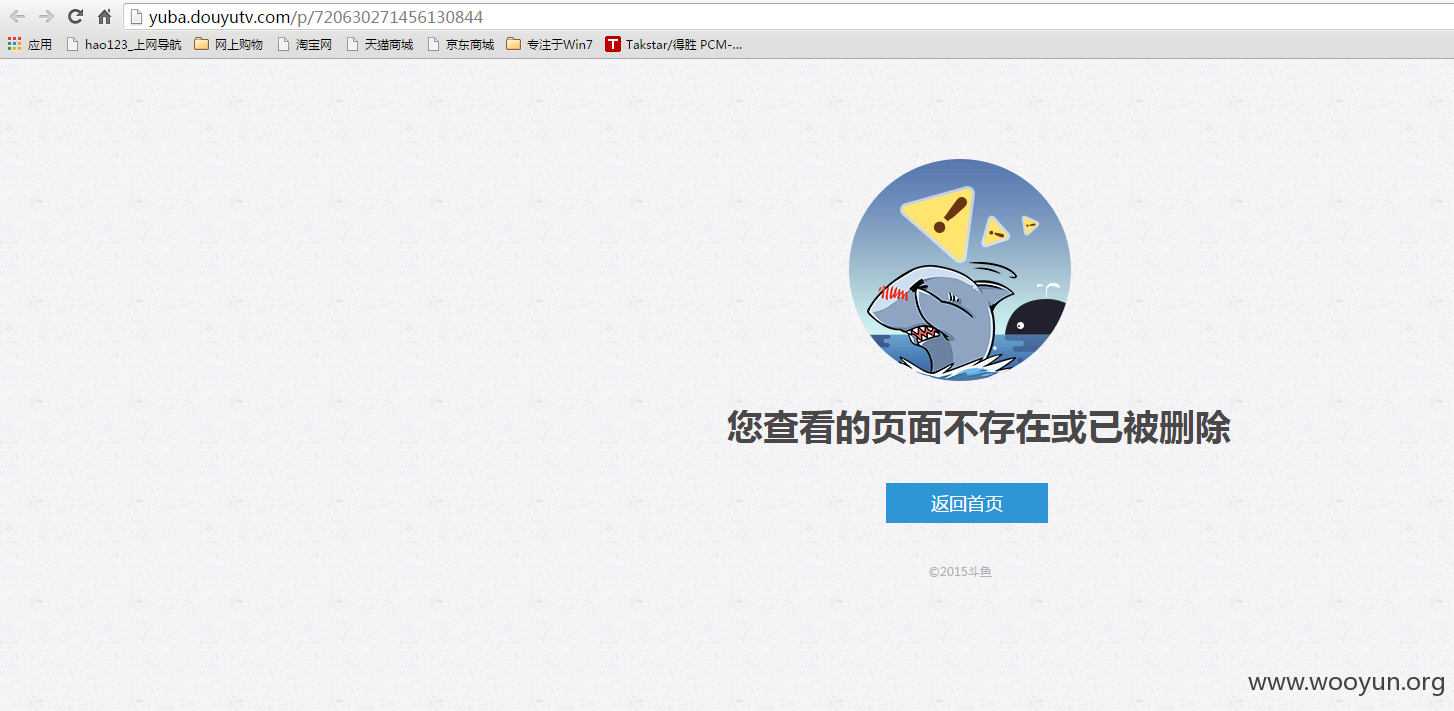 yuba.douyutv.com/p/720630271456130844
应用 hao123_上网导航 网上购物 淘宝网 天猫商城 京东商城 专注于Win7 T Takstar/得胜 PCM-...
您查看的页面不存在或已被删除
返回首页
©2015斗鱼
www.wooyun.org